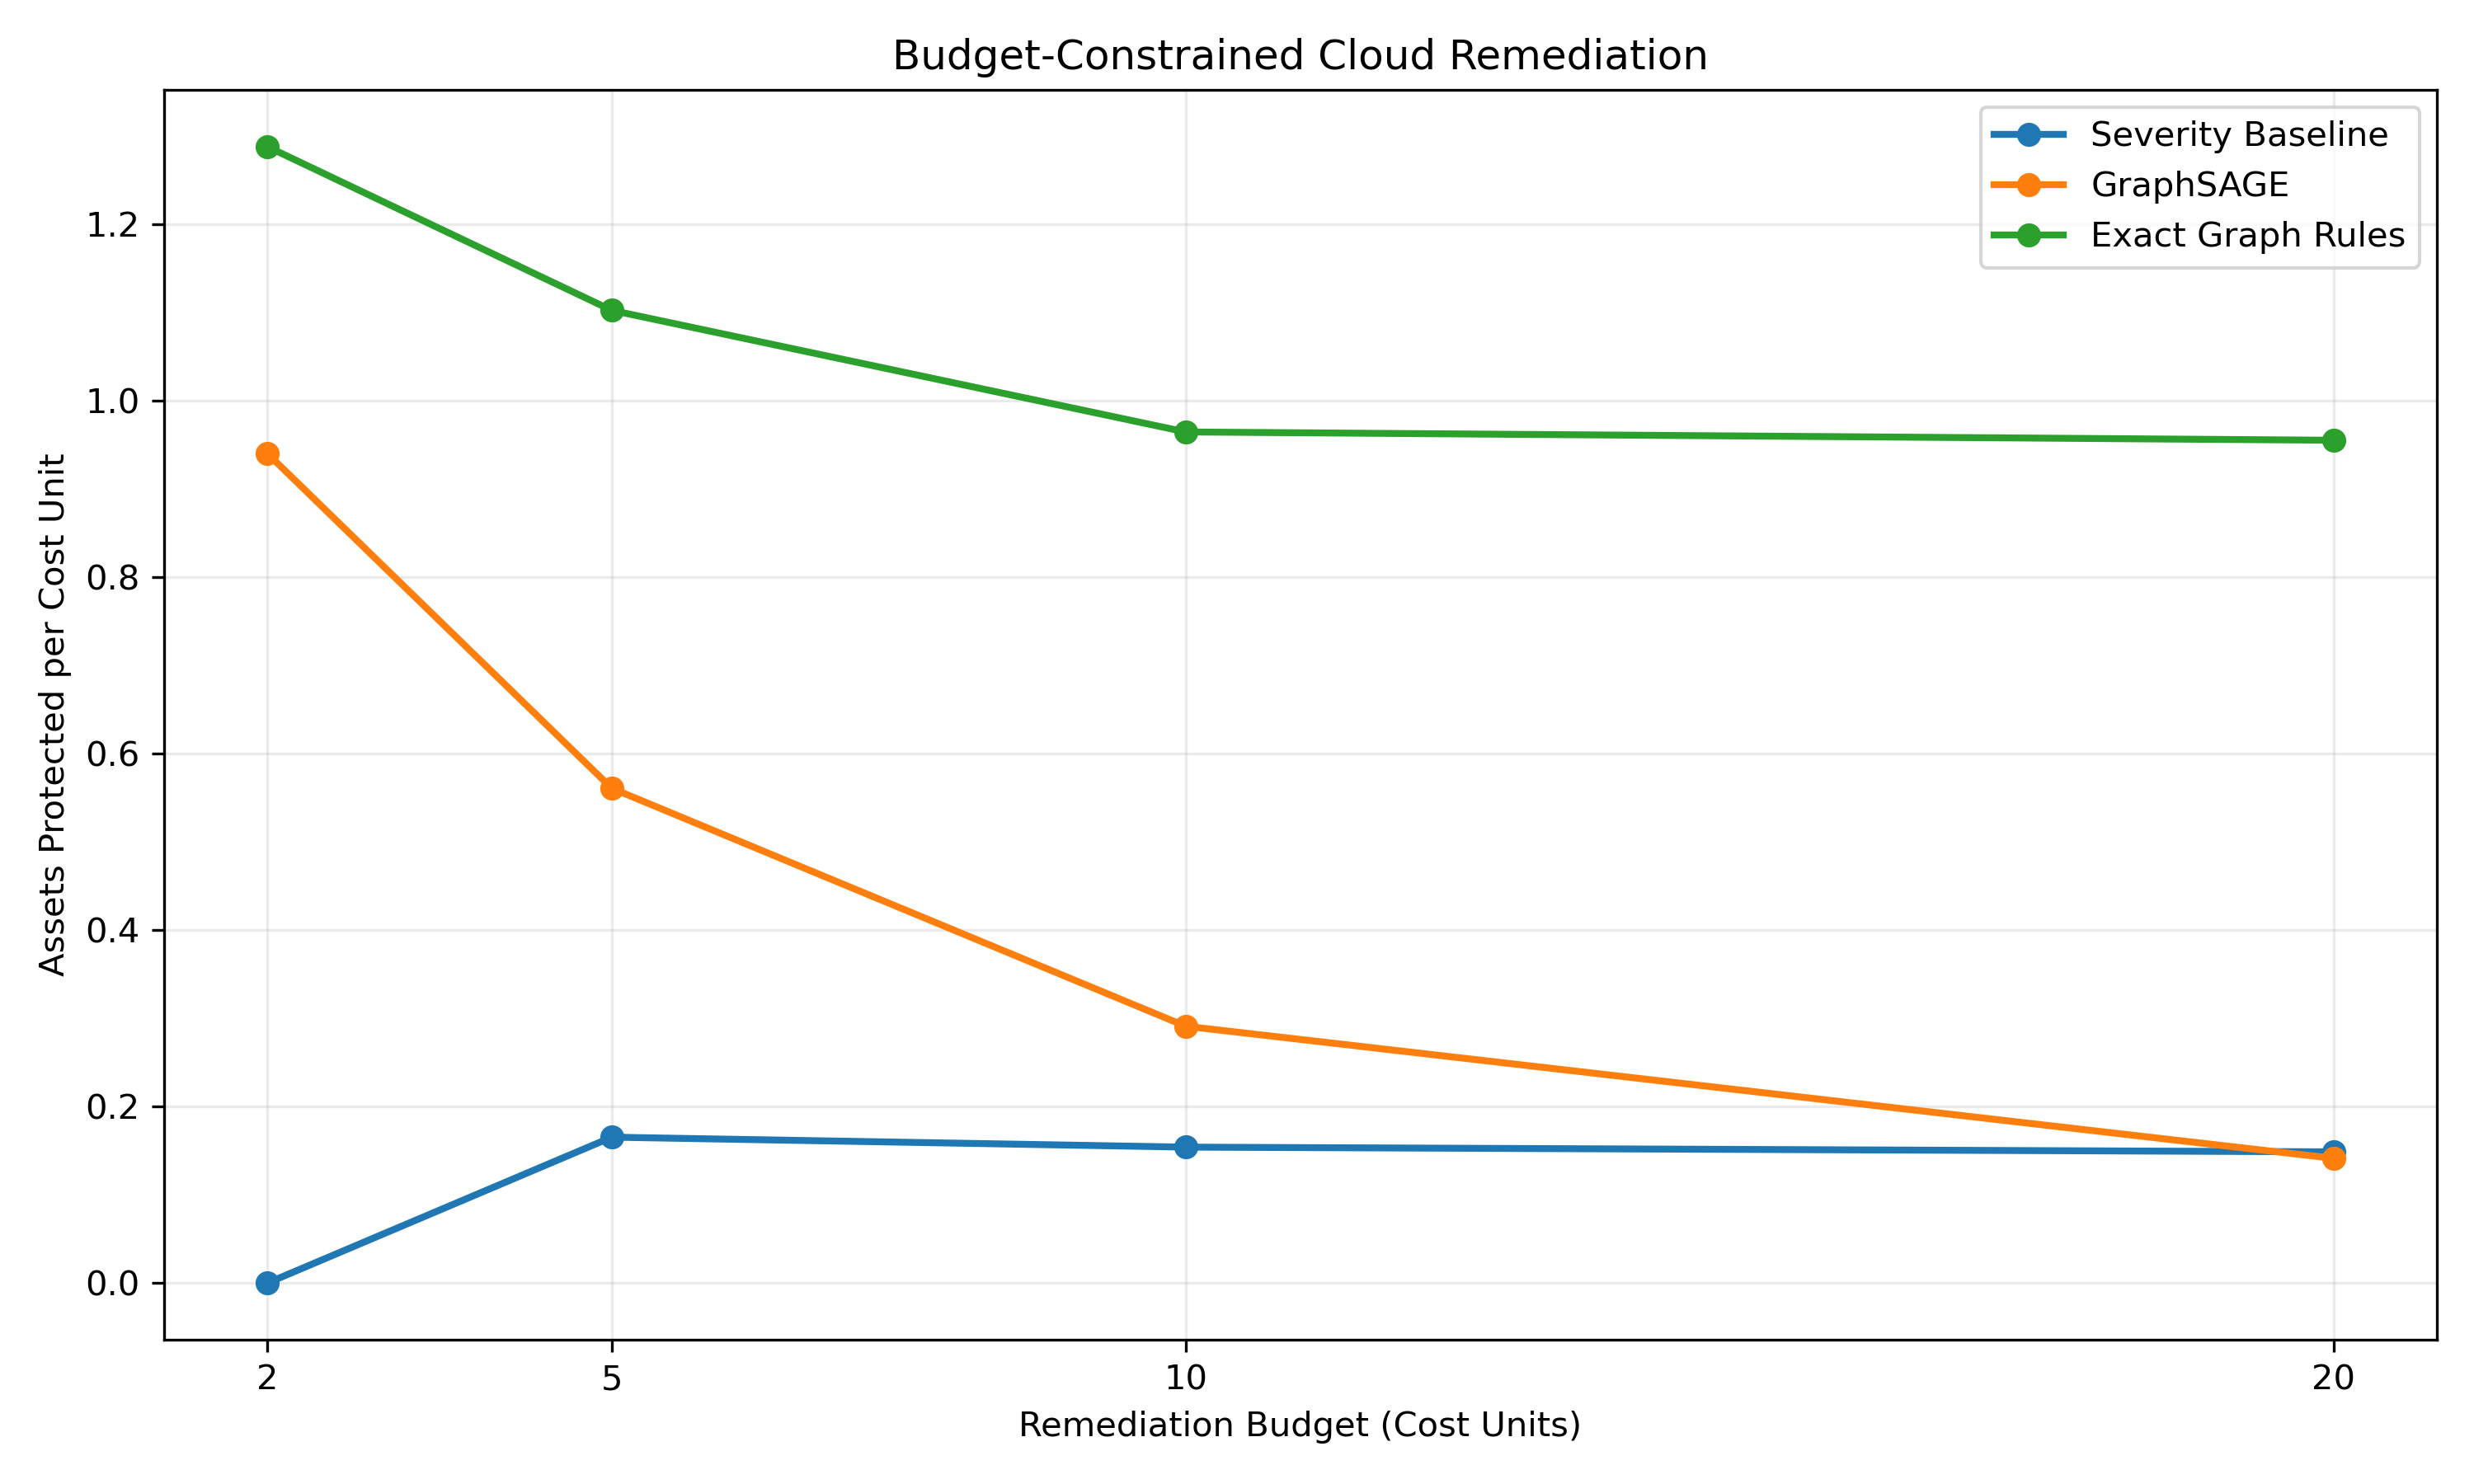 Budget-Constrained Cloud Remediation
Severity Baseline
GraphSAGE
Exact Graph Rules
Assets Protected per Cost Unit
1.2
1.0
0.8
0.6
0.4
0.2
0.0
2 5 10 20
Remediation Budget (Cost Units)